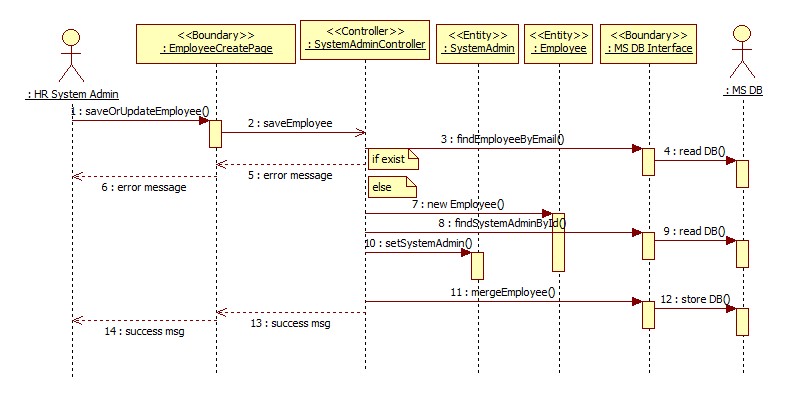 <<Boundary>>
: EmployeeCreatePage
<<Controller>>
: SystemAdminController
<<Entity>>
: SystemAdmin
<<Entity>>
: Employee
<<Boundary>>
: MS DB Interface
: HR System Admin
: MS DB
1 : saveOrUpdateEmployee()
2 : saveEmployee
3 : findEmployeeByEmail()
4 : read DB()
if exist
5 : error message
6 : error message
else
7 : new Employee()
8 : findSystemAdminById()
9 : read DB()
10 : setSystemAdmin()
11 : mergeEmployee()
12 : store DB()
13 : success msg
14 : success msg